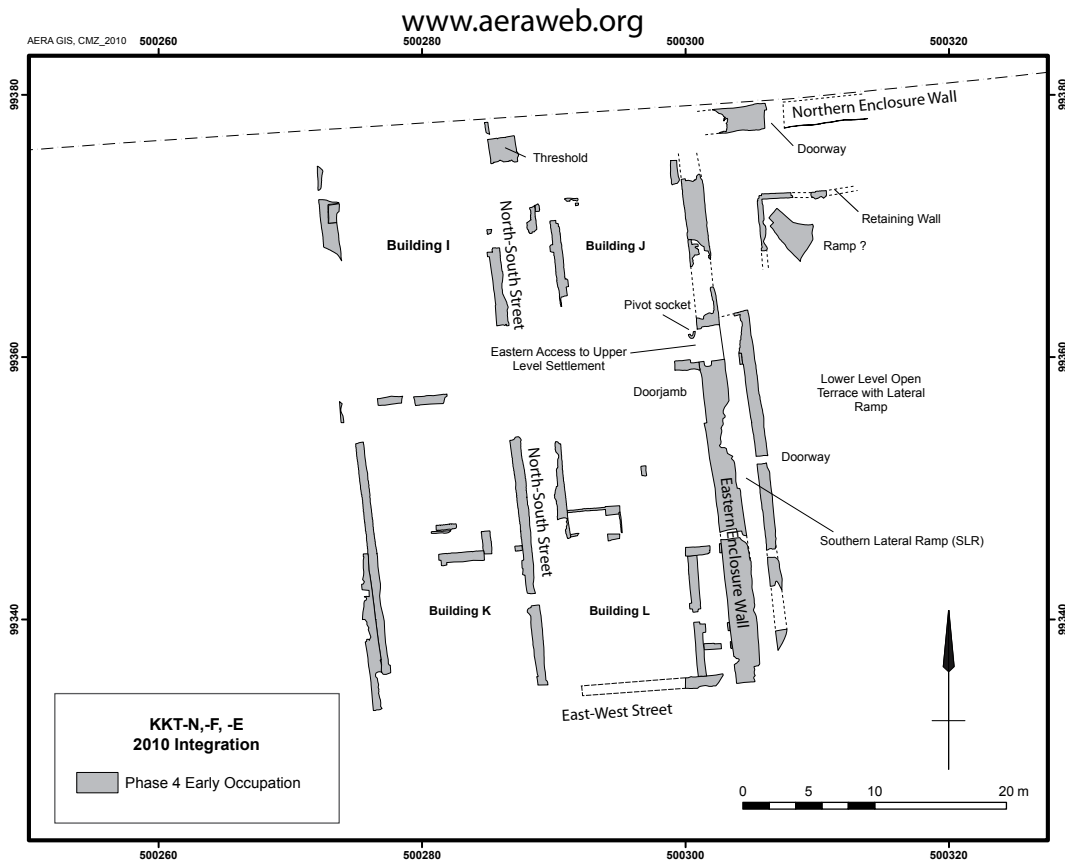 www.aeraweb.org
AERA GIS, CMZ_2010
500260
500280
500300
500320
99380
99380
Northern Enclosure Wall
Doorway
Threshold
Retaining Wall
Ramp ?
North-South Street
Building I
Building J
Pivot socket
Eastern Access to Upper
Level Settlement
99360
99360
Doorjamb
Lower Level Open
Terrace with Lateral
Ramp
Doorway
North-South Street
Eastern Enclosure Wall
Southern Lateral Ramp (SLR)
Building K
Building L
99340
99340
East-West Street
KKT-N,-F, -E
2010 Integration
Phase 4 Early Occupation
0
5
10
20 m
500260
500280
500300
500320